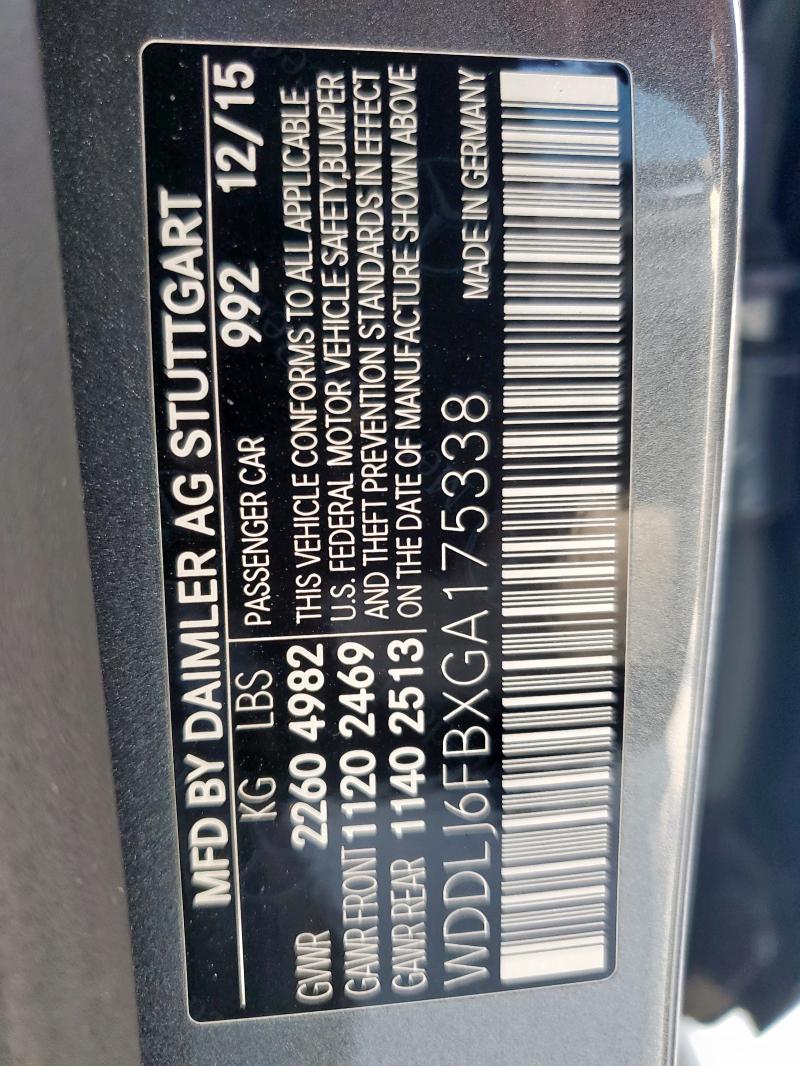 MFD BY DAIMLER AG STUTTGART
KG LBS PASSENGER CAR 992 12/15
GVWR 2260 4982 THIS VEHICLE CONFORMS TO ALL APPLICABLE
GAWR FRONT 1120 2469 U.S. FEDERAL MOTOR VEHICLE SAFETY,BUMPER
GAWR REAR 1140 2513 AND THEFT PREVENTION STANDARDS IN EFFECT
ON THE DATE OF MANUFACTURE SHOWN ABOVE
WDDLJ6FBXGA175338 MADE IN GERMANY